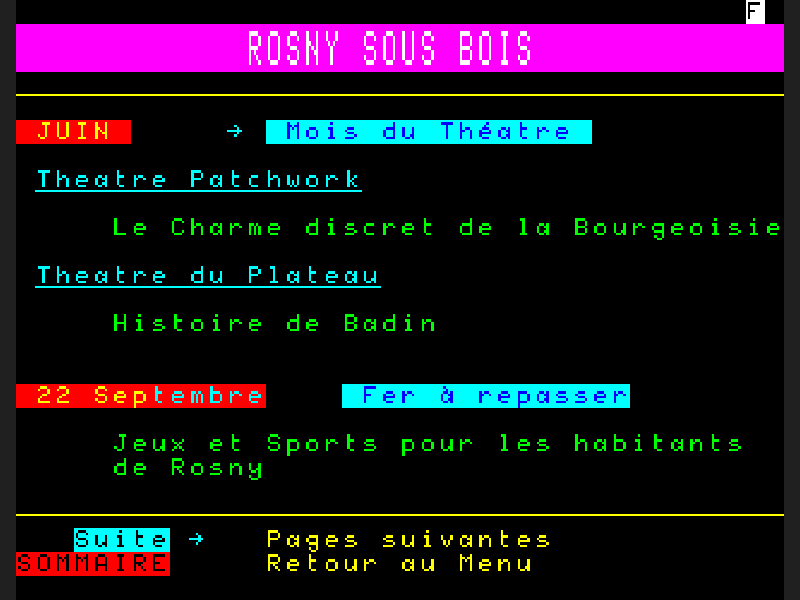 F
ROSNY SOUS BOIS
JUIN → Mois du Théatre
Theatre Patchwork
Le Charme discret de la Bourgeoisie
Theatre du Plateau
Histoire de Badin
22 Septembre Fer à repasser
Jeux et Sports pour les habitants
de Rosny
Suite → Pages suivantes
SOMMAIRE Retour au Menu